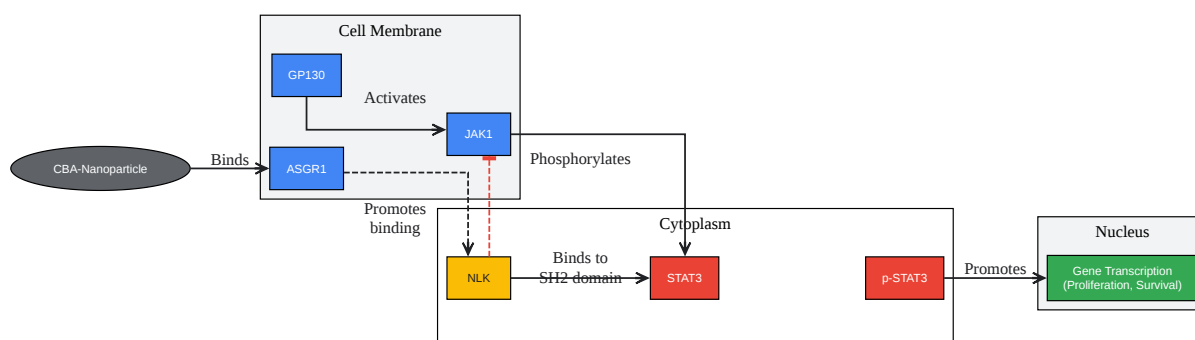 Cell Membrane
GP130
Activates
JAK1
CBA-Nanoparticle
Binds
ASGR1
Phosphorylates
Promotes
binding
Cytoplasm
NLK
Binds to
SH2 domain
STAT3
p-STAT3
Promotes
Nucleus
Gene Transcription
(Proliferation, Survival)